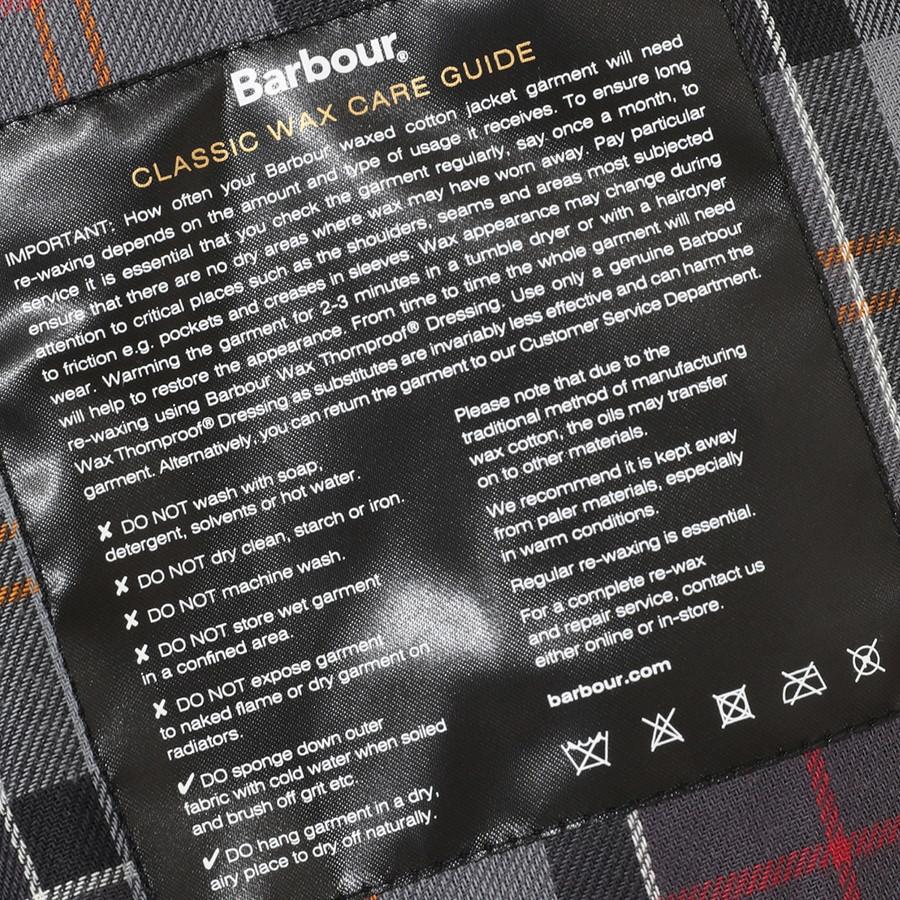 Barbour®
CLASSIC WAX CARE GUIDE
IMPORTANT: How often your Barbour waxed cotton jacket garment will need
re-waxing depends on the amount and type of usage it receives. To ensure long
service it is essential that you check the garment regularly, say once a month, to
ensure that there are no dry areas where wax may have worn away. Pay particular
attention to critical places such as the shoulders, seams and areas most subjected
to friction e.g. pockets and creases in sleeves. Wax appearance may change during
wear. Warming the garment for 2-3 minutes in a tumble dryer or with a hairdryer
will help to restore the appearance. From time to time the whole garment will need
re-waxing using Barbour Wax Thornproof® Dressing. Use only a genuine Barbour
Wax Thornproof® Dressing as substitutes are invariably less effective and can harm the
garment. Alternatively, you can return the garment to our Customer Service Department.
✘ DO NOT wash with soap,
detergent, solvents or hot water.
✘ DO NOT dry clean, starch or iron.
✘ DO NOT machine wash.
✘ DO NOT store wet garment
in a confined area.
✘ DO NOT expose garment
to naked flame or dry garment on
radiators.
✔ DO sponge down outer
fabric with cold water when soiled
and brush off grit etc.
✔ DO hang garment in a dry,
airy place to dry off naturally.
Please note that due to the
traditional method of manufacturing
wax cotton, the oils may transfer
on to other materials.
We recommend it is kept away
from paler materials, especially
in warm conditions.
Regular re-waxing is essential.
For a complete re-wax
and repair service, contact us
either online or in-store.
barbour.com